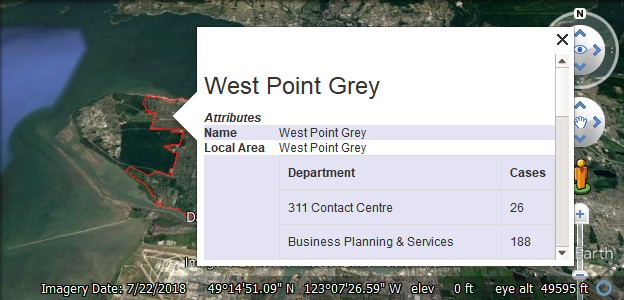 N
West Point Grey
Attributes
Name West Point Grey
Local Area West Point Grey
Department Cases
311 Contact Centre 26
Business Planning & Services 188
Earth
Imagery Date: 7/22/2018 49°14'51.09" N 123°07'26.59" W elev 0 ft eye alt 49595 ft